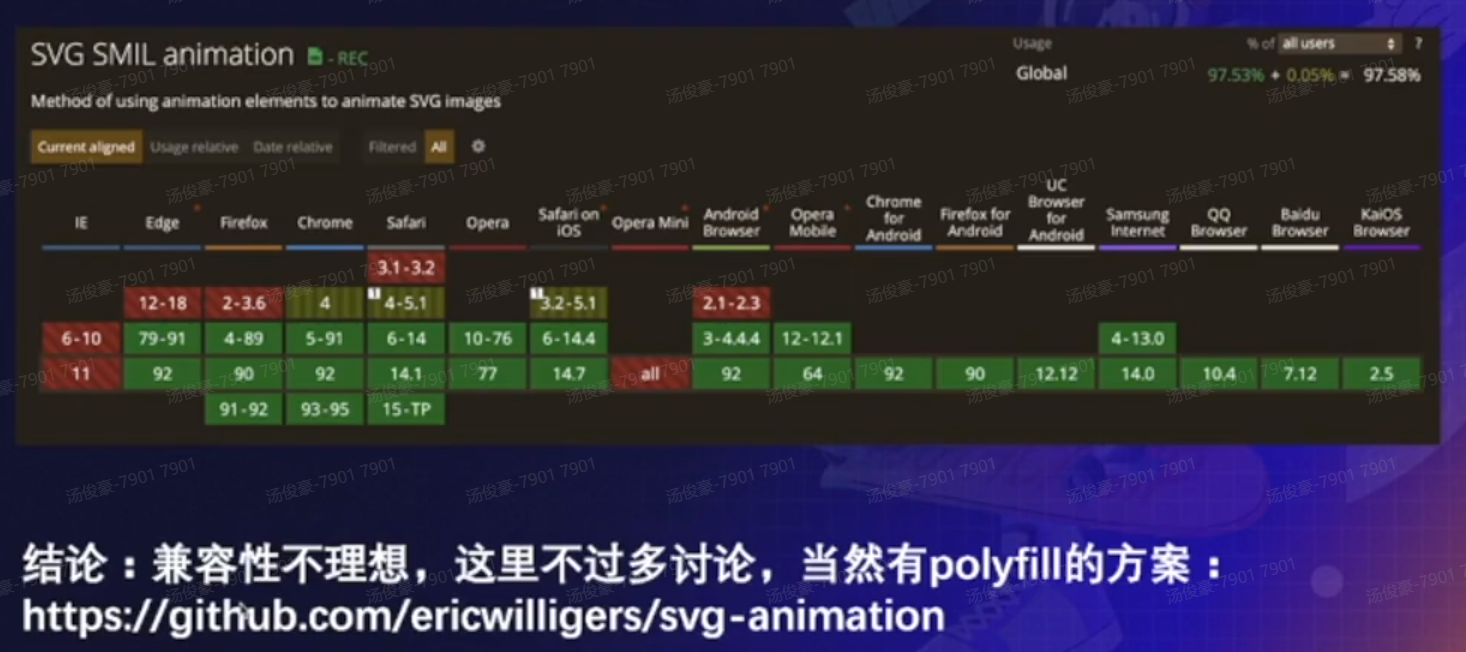 SVG SMIL animation - REC
Usage % of all users ?
Global 97.53% + 0.05% = 97.58%
Method of using animation elements to animate SVG images
Current aligned Usage relative Date relative Filtered All
IE Edge Firefox Chrome Safari Opera Safari on iOS Opera Mini Android Browser Opera Mobile Chrome for Android Firefox for Android UC Browser for Android Samsung Internet QQ Browser Baidu Browser KaiOS Browser
3.1-3.2
12-18 2-3.6 4 1 4-5.1 1 3.2-5.1 2.1-2.3
6-10 79-91 4-89 5-91 6-14 10-76 6-14.4 3-4.4.4 12-12.1 4-13.0
11 92 90 92 14.1 77 14.7 all 92 64 92 90 12.12 14.0 10.4 7.12 2.5
91-92 93-95 15-TP
结论：兼容性不理想，这里不过多讨论，当然有polyfill的方案：
https://github.com/ericwilligers/svg-animation
汤俊豪-7901 7901